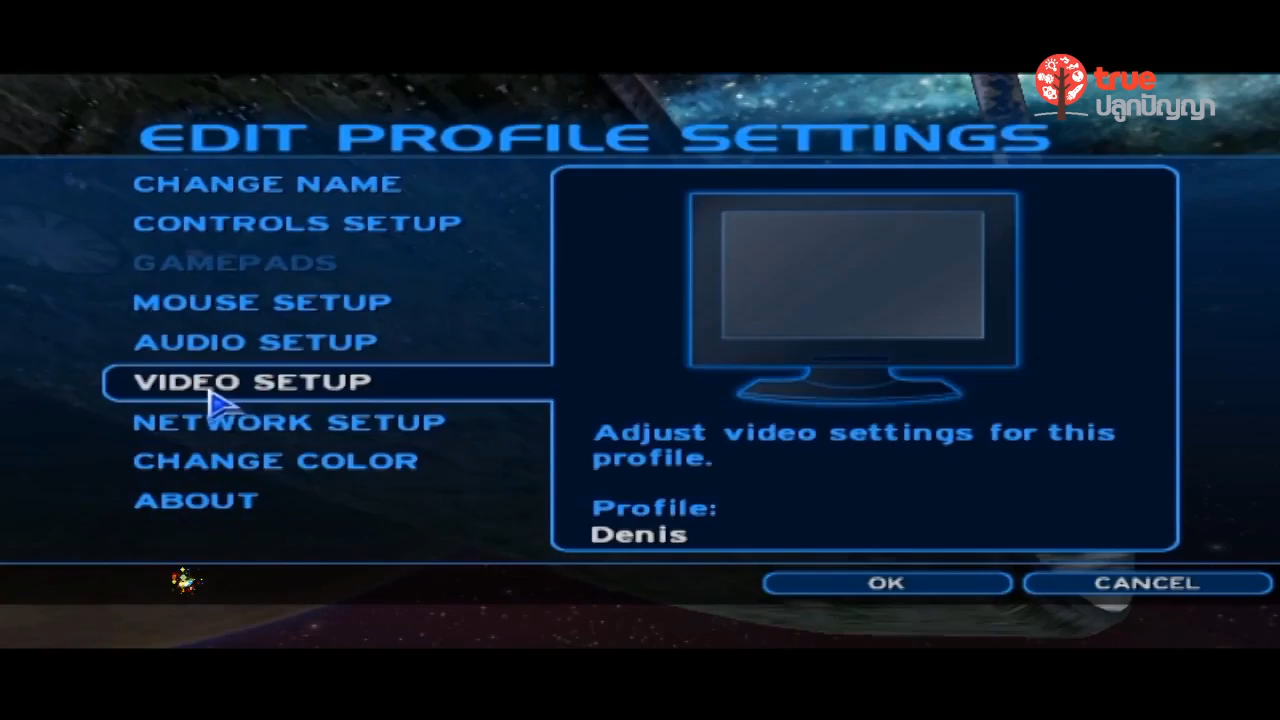 true
ปลูกปัญญา
EDIT PROFILE SETTINGS
CHANGE NAME
CONTROLS SETUP
GAMEPADS
MOUSE SETUP
AUDIO SETUP
VIDEO SETUP
NETWORK SETUP
CHANGE COLOR
ABOUT
Adjust video settings for this
profile.
Profile:
Denis
OK
CANCEL